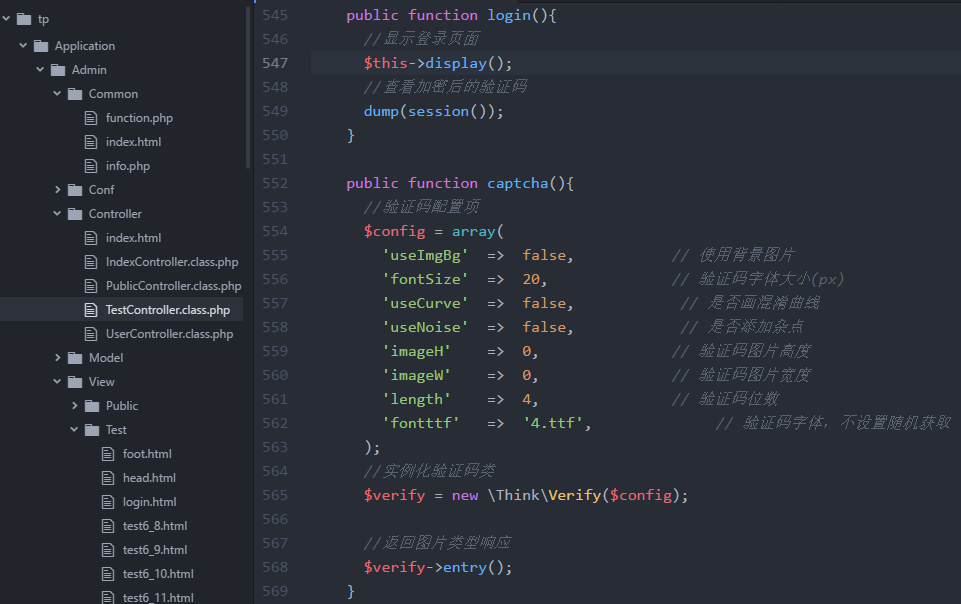 tp
Application
Admin
Common
function.php
index.html
info.php
Conf
Controller
index.html
IndexController.class.php
PublicController.class.php
TestController.class.php
UserController.class.php
Model
View
Public
Test
foot.html
head.html
login.html
test6_8.html
test6_9.html
test6_10.html
test6_11.html
545 public function login(){
546 //显示登录页面
547 $this->display();
548 //查看加密后的验证码
549 dump(session());
550 }
551
552 public function captcha(){
553 //验证码配置项
554 $config = array(
555 'useImgBg' => false, // 使用背景图片
556 'fontSize' => 20, // 验证码字体大小(px)
557 'useCurve' => false, // 是否画混淆曲线
558 'useNoise' => false, // 是否添加杂点
559 'imageH' => 0, // 验证码图片高度
560 'imageW' => 0, // 验证码图片宽度
561 'length' => 4, // 验证码位数
562 'fontttf' => '4.ttf', // 验证码字体，不设置随机获取
563 );
564 //实例化验证码类
565 $verify = new \Think\Verify($config);
566
567 //返回图片类型响应
568 $verify->entry();
569 }